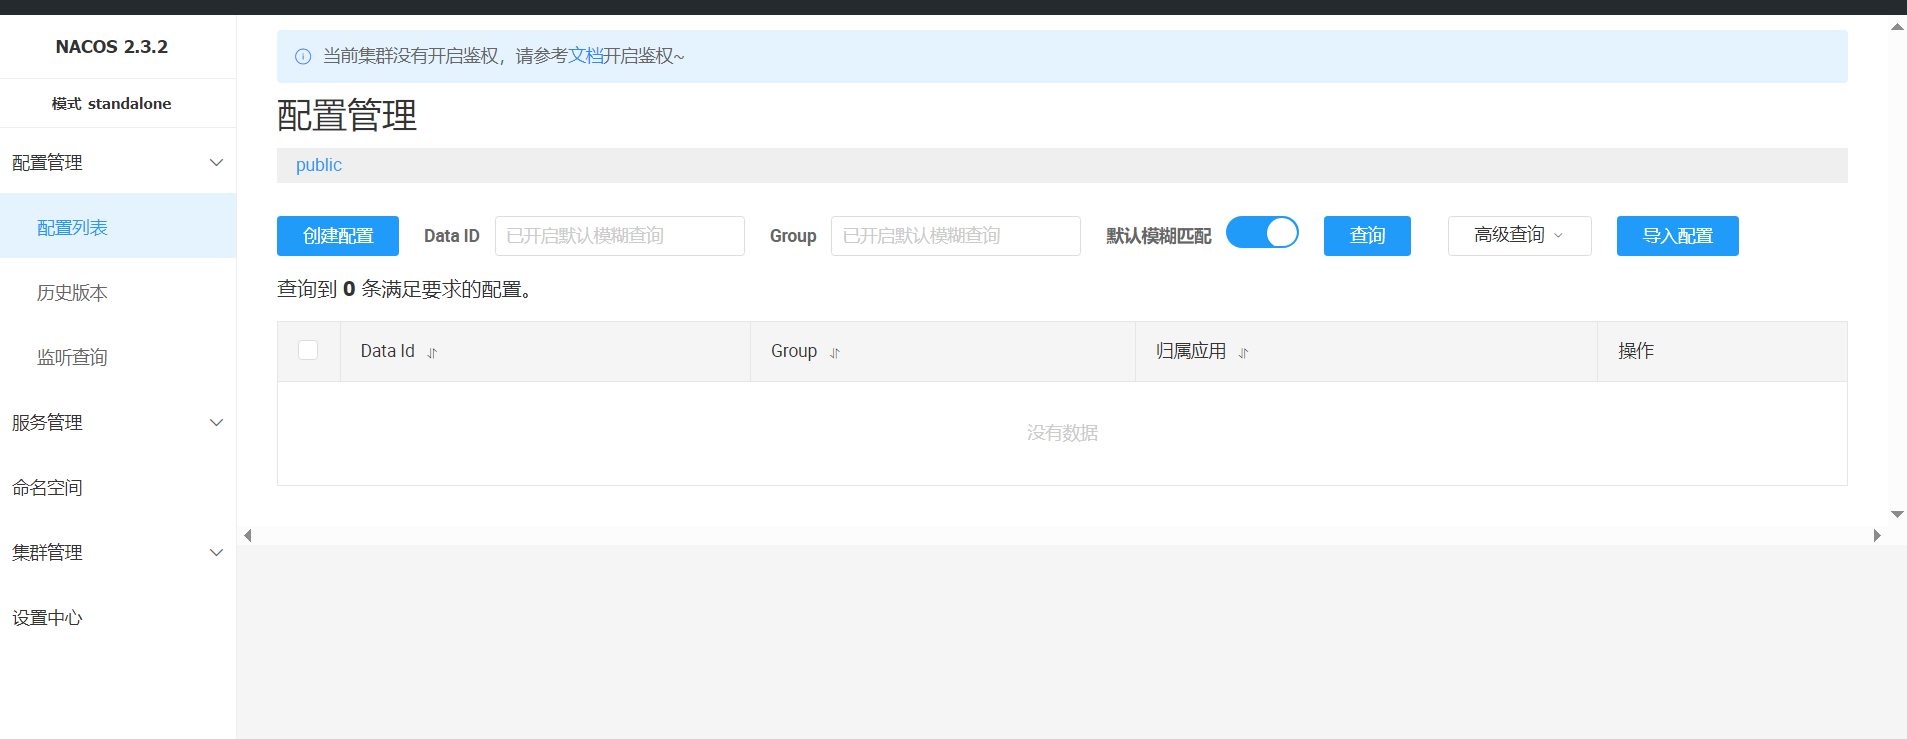 NACOS 2.3.2
模式 standalone
配置管理
配置列表
历史版本
监听查询
服务管理
命名空间
集群管理
设置中心
当前集群没有开启鉴权，请参考文档开启鉴权~
配置管理
public
创建配置 Data ID 已开启默认模糊查询 Group 已开启默认模糊查询 默认模糊匹配 查询 高级查询 导入配置
查询到 0 条满足要求的配置。
Data Id Group 归属应用 操作
没有数据